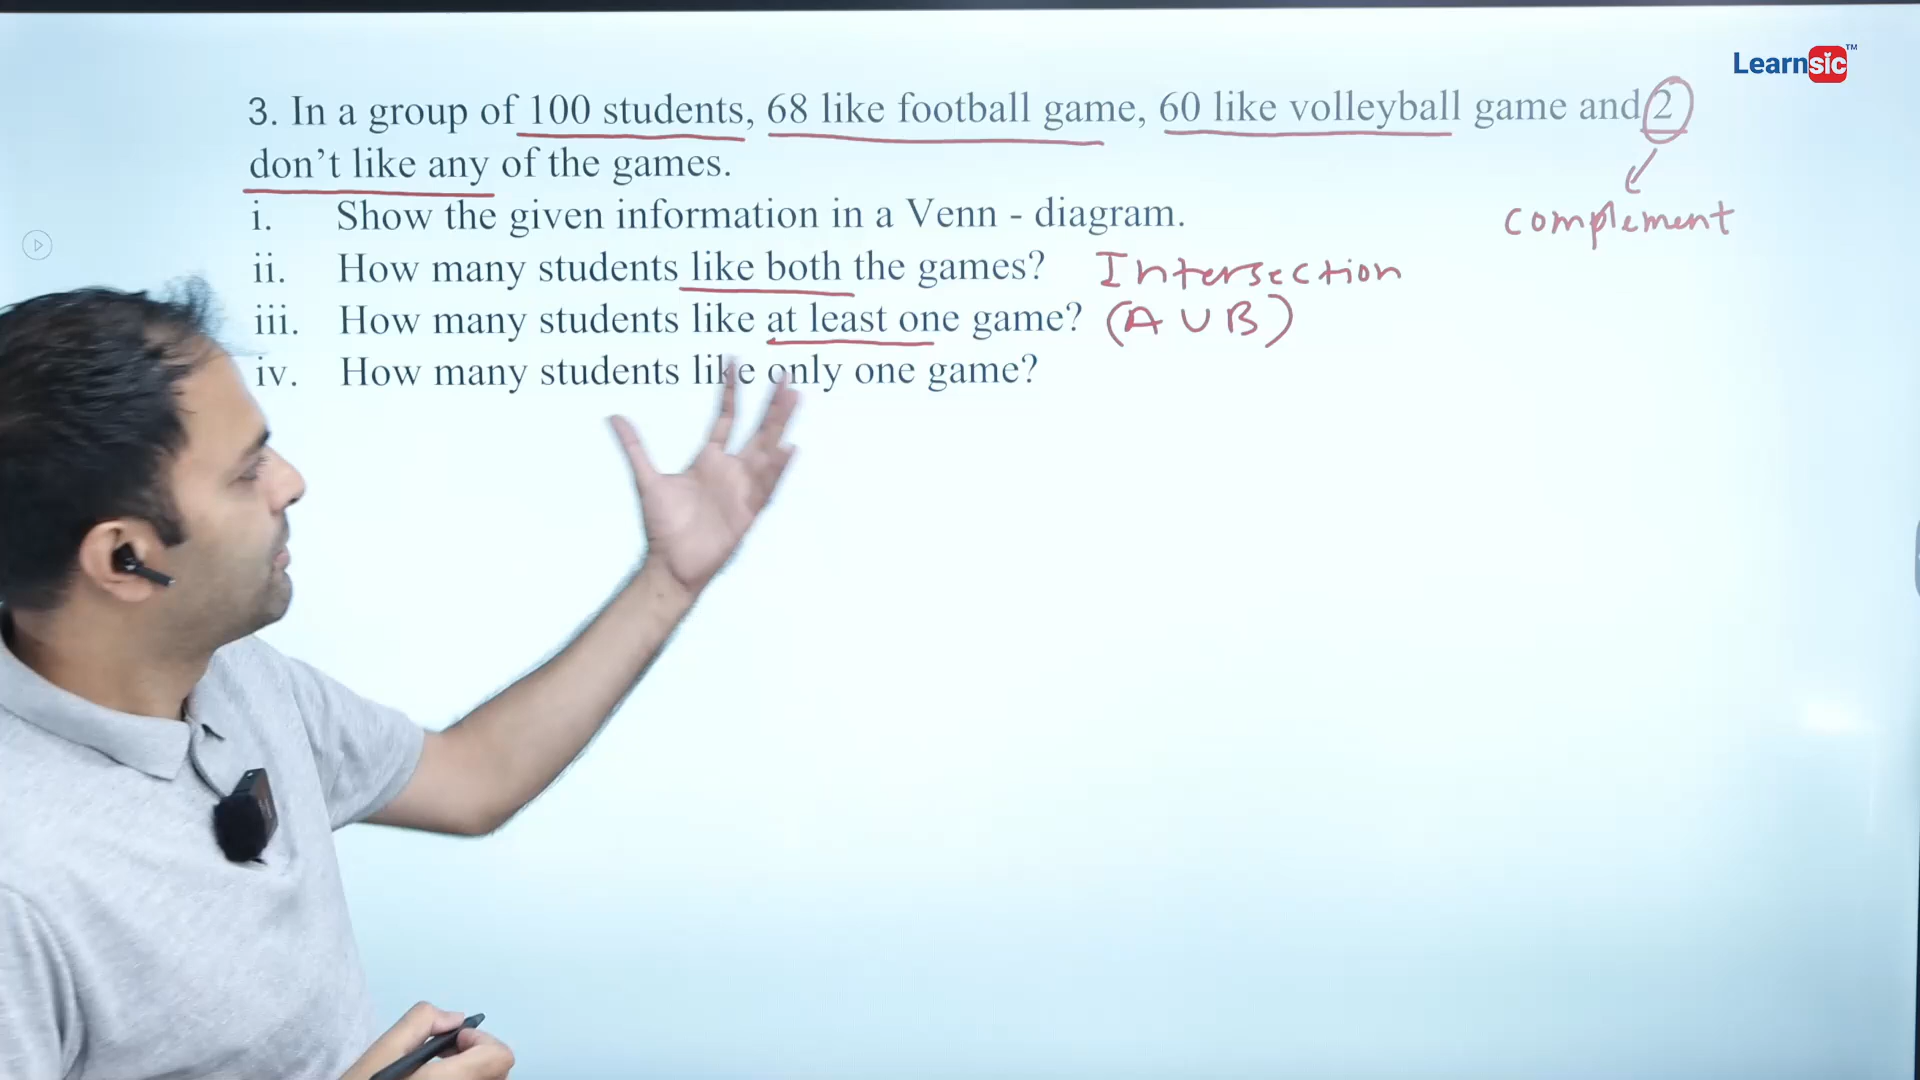 Learnsic™
3. In a group of 100 students, 68 like football game, 60 like volleyball game and 2
don't like any of the games.
complement
i. Show the given information in a Venn - diagram.
ii. How many students like both the games? Intersection
iii. How many students like at least one game? (A ∪ B)
iv. How many students like only one game?